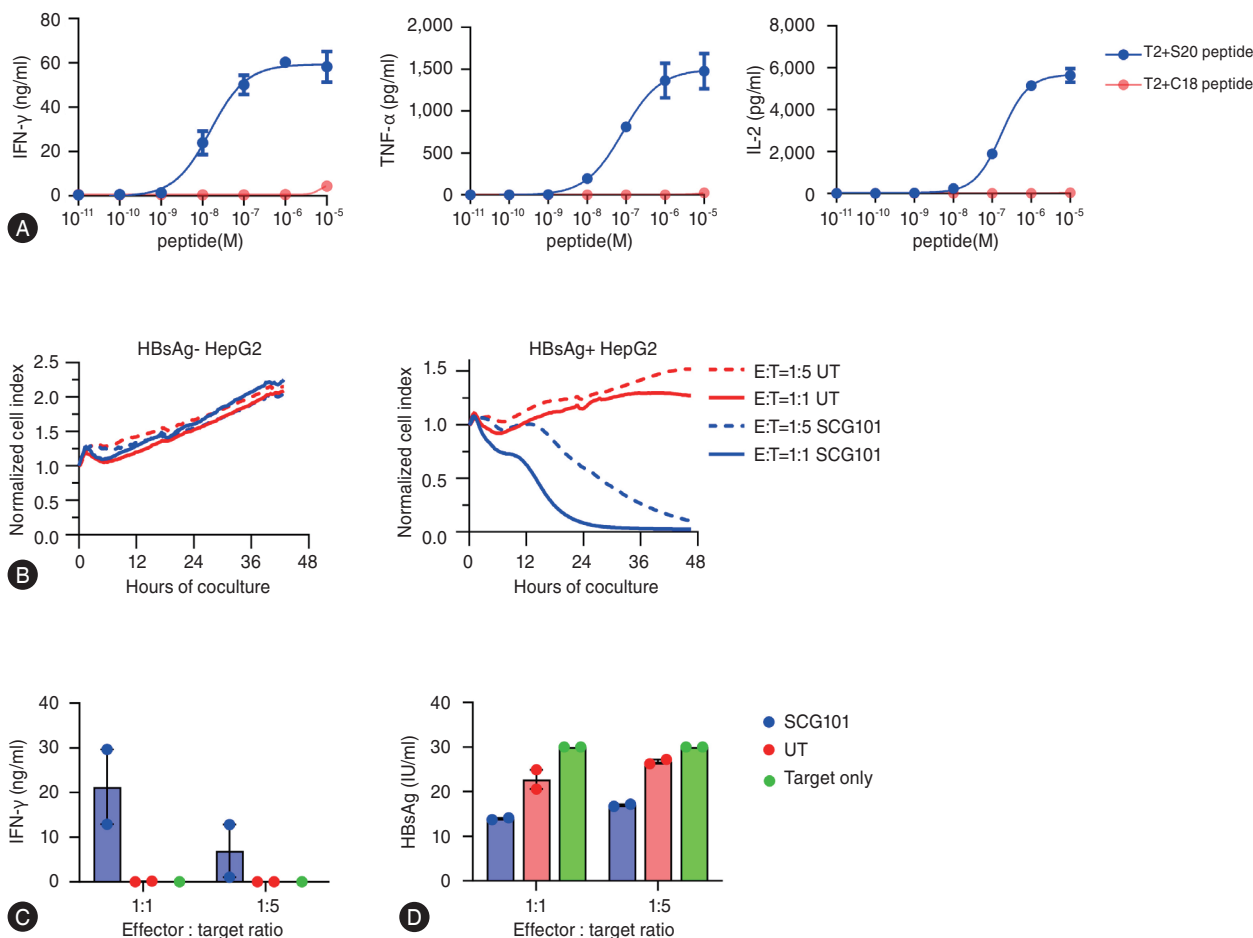 80
60
40
20
0
IFN-γ (ng/ml)
10-11 10-10 10-9 10-8 10-7 10-6 10-5
peptide(M)
2,000
1,500
1,000
500
0
TNF-α (pg/ml)
10-11 10-10 10-9 10-8 10-7 10-6 10-5
peptide(M)
8,000
6,000
4,000
2,000
0
IL-2 (pg/ml)
10-11 10-10 10-9 10-8 10-7 10-6 10-5
peptide(M)
T2+S20 peptide
T2+C18 peptide
A
HBsAg- HepG2
2.5
2.0
1.5
1.0
0.0
Normalized cell index
0 12 24 36 48
Hours of coculture
HBsAg+ HepG2
1.5
1.0
0.5
0.0
Normalized cell index
0 12 24 36 48
Hours of coculture
E:T=1:5 UT
E:T=1:1 UT
E:T=1:5 SCG101
E:T=1:1 SCG101
B
40
30
20
10
0
IFN-γ (ng/ml)
1:1 1:5
Effector : target ratio
C
40
30
20
10
0
HBsAg (IU/ml)
1:1 1:5
Effector : target ratio
SCG101
UT
Target only
D